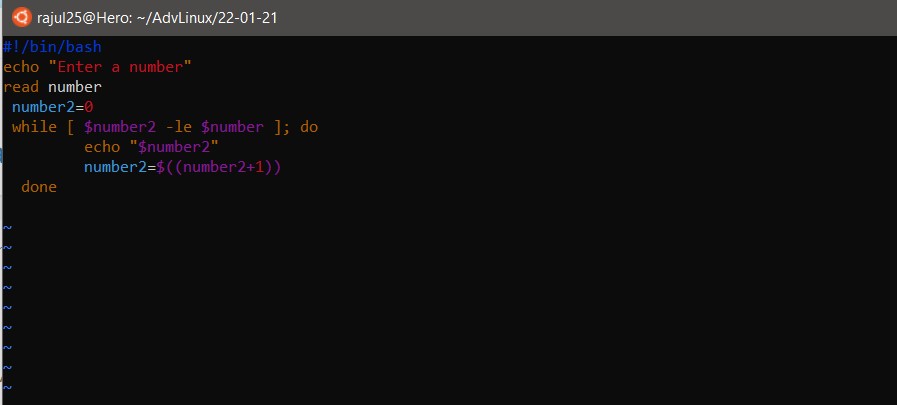 rajul25@Hero: ~/AdvLinux/22-01-21
#!/bin/bash
echo "Enter a number"
read number
 number2=0
 while [ $number2 -le $number ]; do
         echo "$number2"
         number2=$((number2+1))
  done
~
~
~
~
~
~
~
~
~